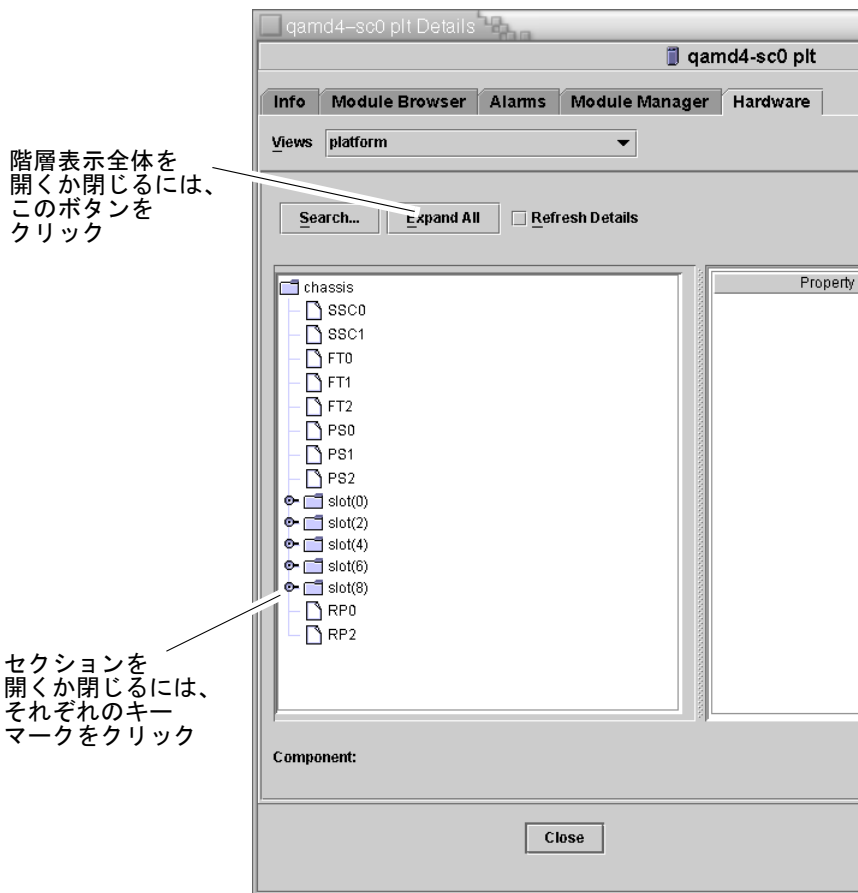 qamd4–sc0 plt Details
qamd4-sc0 plt
Info Module Browser Alarms Module Manager Hardware
Views platform
階層表示全体を
開くか閉じるには、
このボタンを
クリック
Search... Expand All Refresh Details
chassis
SSC0
SSC1
FT0
FT1
FT2
PS0
PS1
PS2
slot(0)
slot(2)
slot(4)
slot(6)
slot(8)
RP0
RP2
Property
セクションを
開くか閉じるには、
それぞれのキー
マークをクリック
Component:
Close